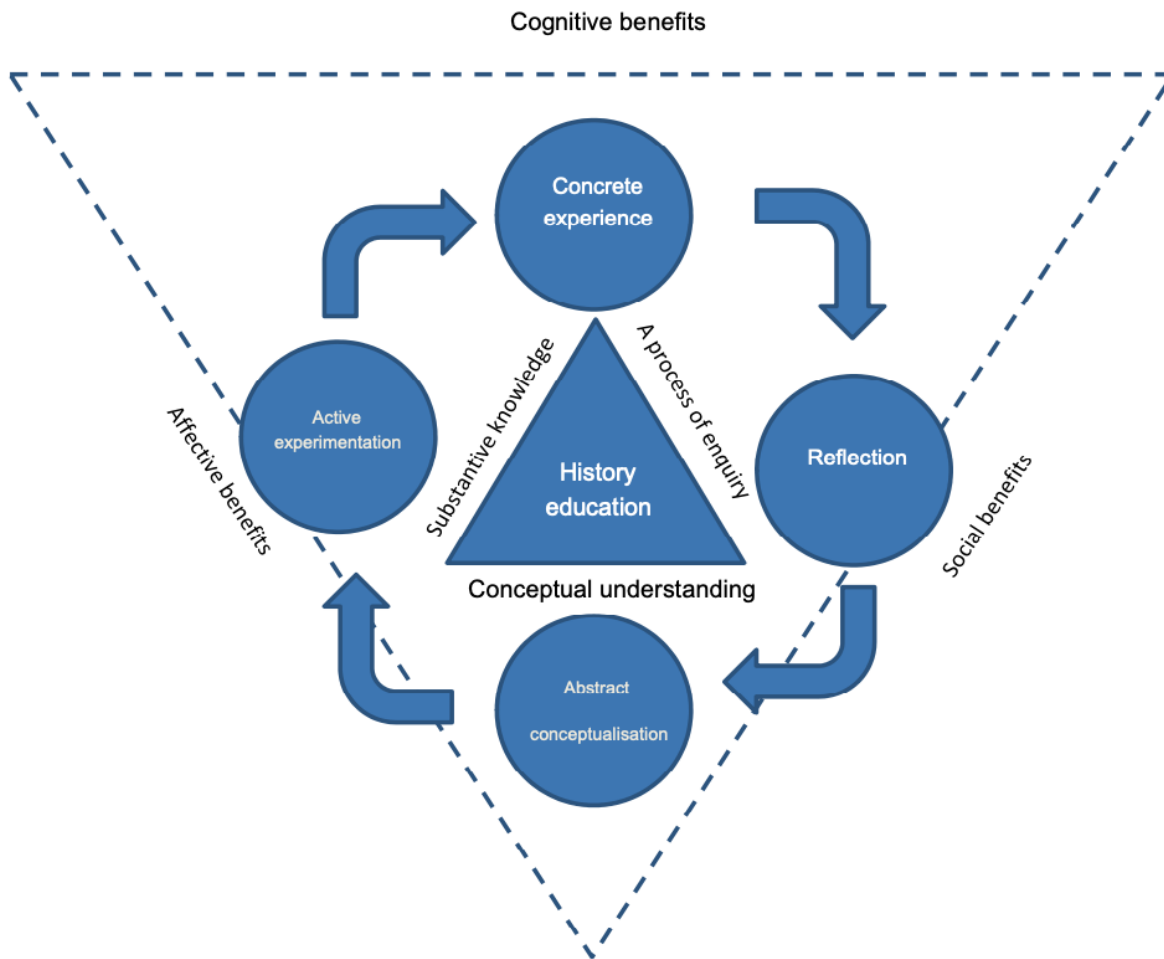 Cognitive benefits
Concrete
experience
A process of enquiry
Substantive knowledge
Active
experimentation
Affective benefits
History
education
Reflection
Social benefits
Conceptual understanding
Abstract
conceptualisation